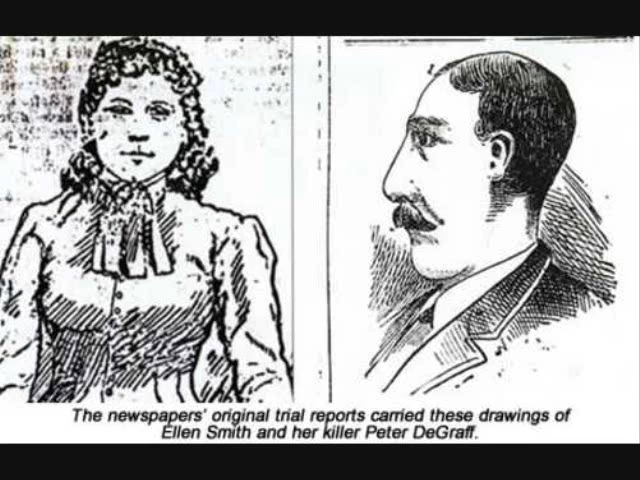 The newspapers' original trial reports carried these drawings of
Ellen Smith and her killer Peter DeGraff.